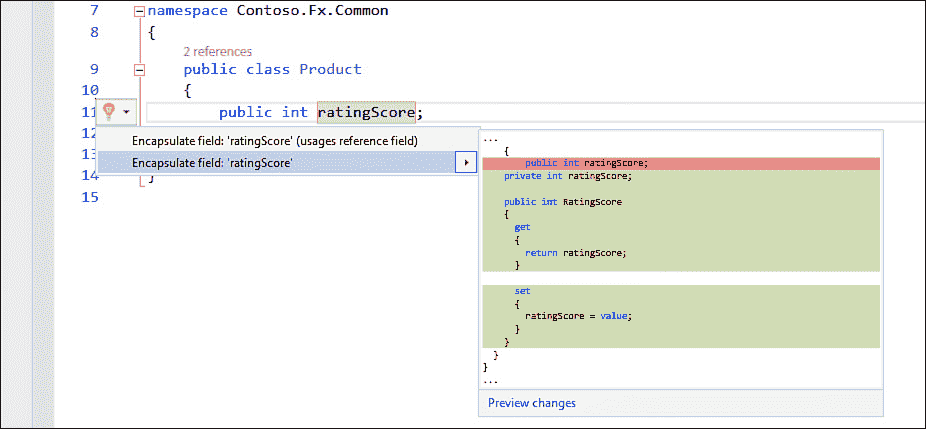 7 namespace Contoso.Fx.Common
8 {
2 references
9 public class Product
10 {
11 public int ratingScore;
12
Encapsulate field: 'ratingScore' (usages reference field)
13
Encapsulate field: 'ratingScore'
14 }
15
...
{
public int ratingScore;
private int ratingScore;
public int RatingScore
{
get
{
return ratingScore;
}
set
{
ratingScore = value;
}
}
}
}
...
Preview changes